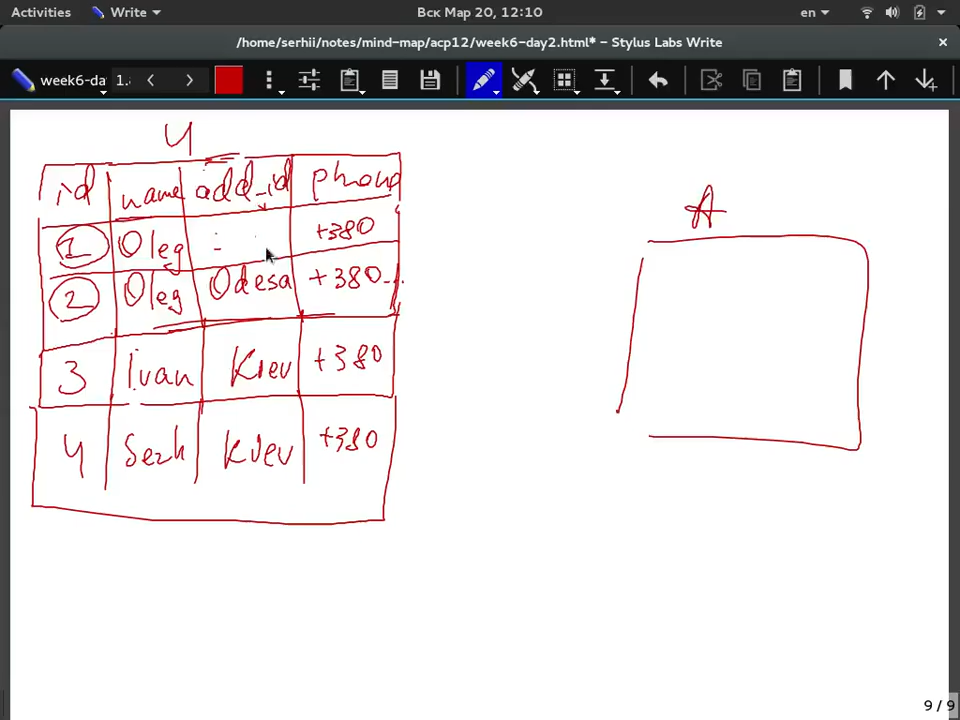 Activities Write Вск Мар 20, 12:10 en
/home/serhii/notes/mind-map/acp12/week6-day2.html* – Stylus Labs Write
week6-da 1.
id name add_id phone
1 Oleg +380
2 Oleg Odesa +380
3 Ivan Kiev +380
4 Serh Kiev +380
A
9 / 9